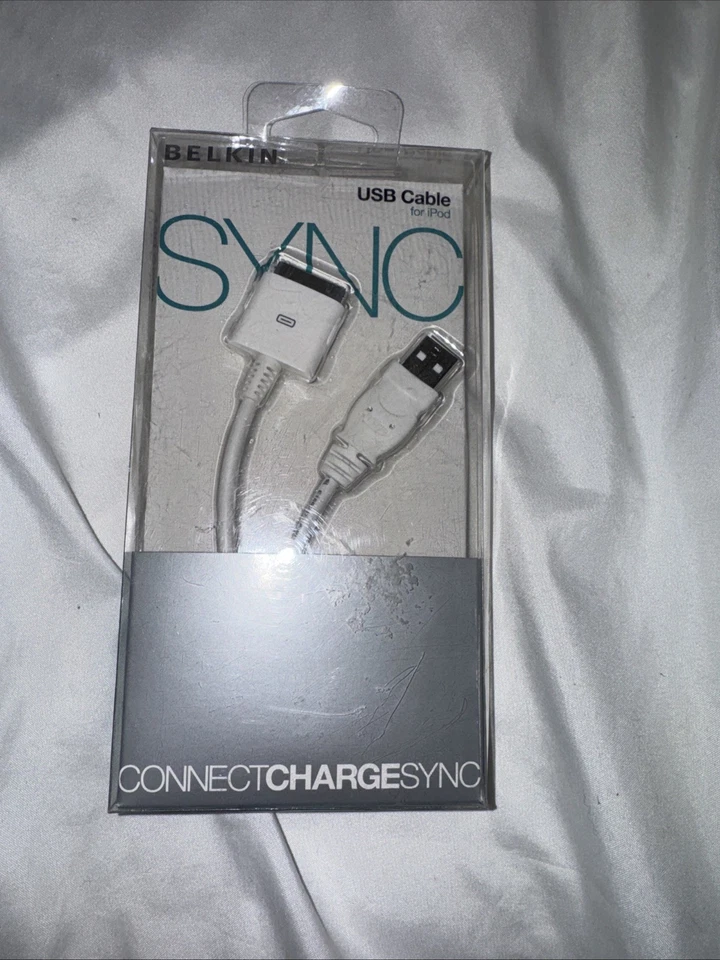 BELKIN
USB Cable
for iPod
SYNC
CONNECTCHARGESYNC